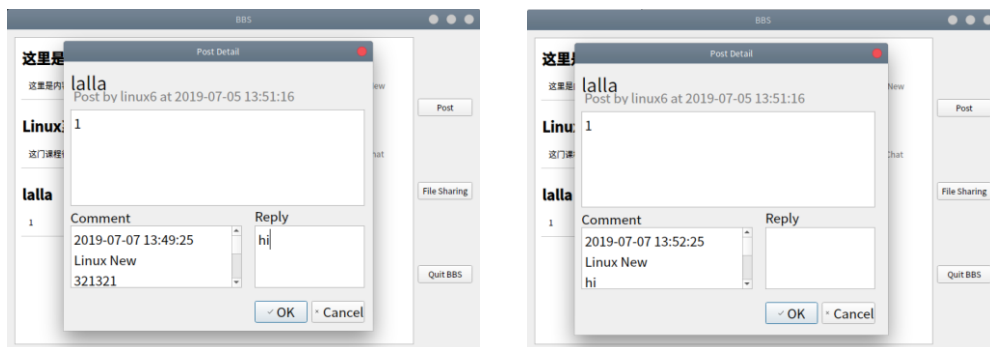 BBS
Post Detail
这里是
lalla
Post by linux6 at 2019-07-05 13:51:16
这里是内
ew
Post
1
Linux
这门课程
hat
lalla
File Sharing
1
Comment
Reply
2019-07-07 13:49:25
hi
Linux New
321321
Quit BBS
OK
Cancel
BBS
Post Detail
这里是
lalla
Post by linux6 at 2019-07-05 13:51:16
这里是
New
Post
1
Linu
这门课
Chat
lalla
File Sharing
1
Comment
Reply
2019-07-07 13:52:25
Linux New
hi
Quit BBS
OK
Cancel